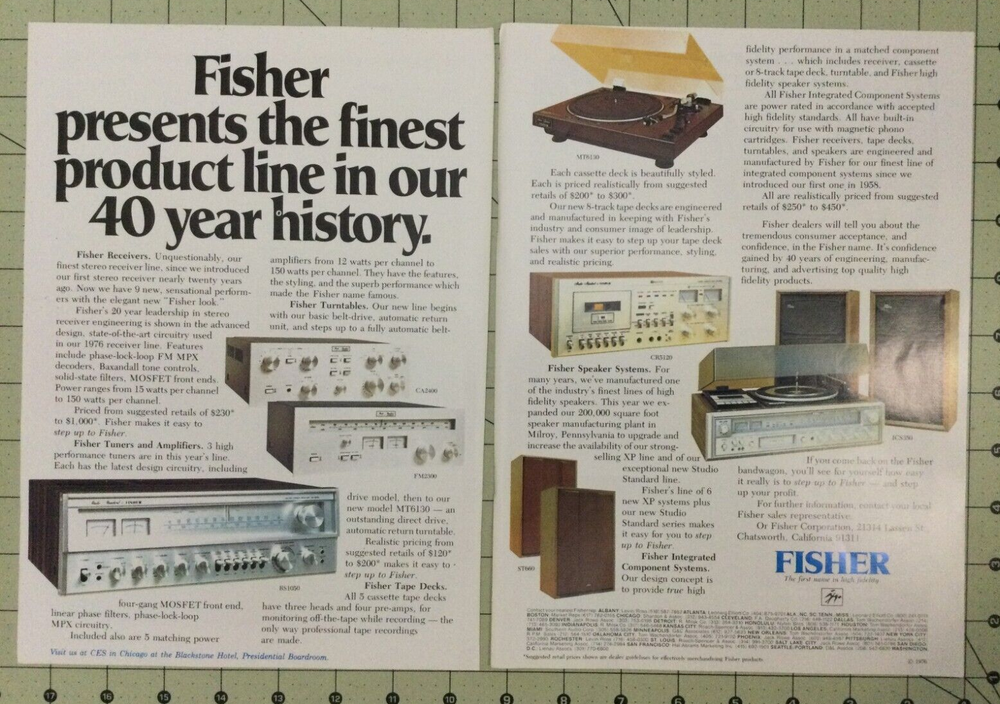 Fisher
presents the finest
product line in our
40 year history.
Fisher Receivers. Unquestionably, our
finest stereo receiver line, since we introduced
our first stereo receiver nearly twenty years
ago. Now we have 9 new, sensational perform-
ers with the elegant new "Fisher look."
Fisher's 20 year leadership in stereo
receiver engineering is shown in the advanced
design, state-of-the-art circuitry used
in our 1976 receiver line. Features
include phase-lock-loop FM MPX
decoders, Baxandall tone controls,
solid-state filters, MOSFET front ends.
Power ranges from 15 watts per channel
to 150 watts per channel.
Priced from suggested retails of $230*
to $1,000*. Fisher makes it easy to
step up to Fisher.
Fisher Tuners and Amplifiers. 3 high
performance tuners are in this year's line.
Each has the latest design circuitry, including
RS1080
four-gang MOSFET front end,
linear phase filters, phase-lock-loop
MPX circuitry.
Included also are 5 matching power
amplifiers from 12 watts per channel to
150 watts per channel. They have the features,
the styling, and the superb performance which
made the Fisher name famous.
Fisher Turntables. Our new line begins
with our basic belt-drive, automatic return
unit, and steps up to a fully automatic belt-
CA2400
FM2300
drive model, then to our
new model MT6130 — an
outstanding direct drive,
automatic return turntable.
Realistic pricing from
suggested retails of $120*
to $200* makes it easy to
step up to Fisher.
Fisher Tape Decks.
All 5 cassette tape decks
have three heads and four pre-amps, for
monitoring off-the-tape while recording — the
only way professional tape recordings
are made.
Visit us at CES in Chicago at the Blackstone Hotel, Presidential Boardroom.
MT6130
Each cassette deck is beautifully styled.
Each is priced realistically from suggested
retails of $200* to $300*.
Our new 8-track tape decks are engineered
and manufactured in keeping with Fisher's
industry and consumer image of leadership.
Fisher makes it easy to step up your tape deck
sales with our superior performance, styling,
and realistic pricing.
CR5120
Fisher Speaker Systems. For
many years, we've manufactured one
of the industry's finest lines of high
fidelity speakers. This year we ex-
panded our 200,000 square foot
speaker manufacturing plant in
Milroy, Pennsylvania to upgrade and
increase the availability of our strong-
selling XP line and of our
exceptional new Studio
Standard line.
Fisher's line of 6
new XP systems plus
our new Studio
Standard series makes
it easy for you to step
up to Fisher.
Fisher Integrated
Component Systems.
Our design concept is
to provide true high
fidelity performance in a matched component
system . . . which includes receiver, cassette
or 8-track tape deck, turntable, and Fisher high
fidelity speaker systems.
All Fisher Integrated Component Systems
are power rated in accordance with accepted
high fidelity standards. All have built-in
circuitry for use with magnetic phono
cartridges. Fisher receivers, tape decks,
turntables, and speakers are engineered and
manufactured by Fisher for our finest line of
integrated component systems since we
introduced our first one in 1958.
All are realistically priced from suggested
retails of $250* to $450*.
Fisher dealers will tell you about the
tremendous consumer acceptance, and
confidence, in the Fisher name. It's confidence
gained by 40 years of engineering, manufac-
turing, and advertising top quality high
fidelity products.
If you come back on the Fisher
bandwagon, you'll see for yourself how easy
it really is to step up to Fisher — and step
up your profit.
For further information, contact your local
Fisher sales representative.
Or Fisher Corporation, 21314 Lassen St.,
Chatsworth, California 91311
FISHER
The first name in high fidelity.
*Suggested retail prices shown are dealer guidelines for effectively merchandising Fisher products.
© 1976
17 16 15 14 13 12 11 10 9 8 7 6 5 4 3 2 1